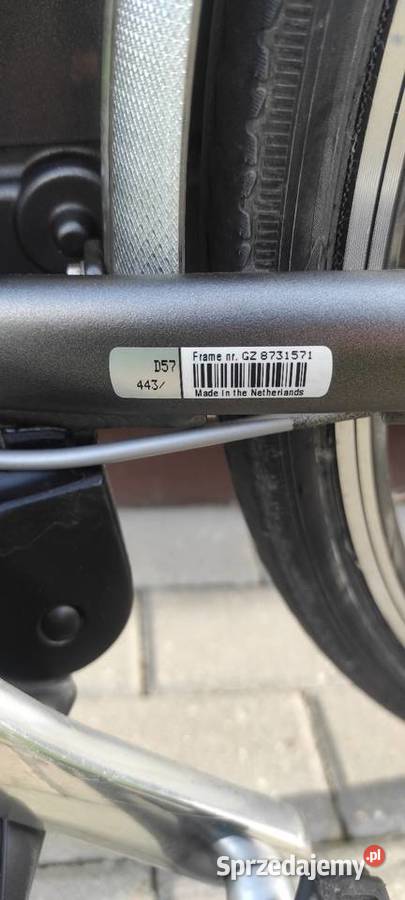 D57
443/
Frame nr. GZ 8731571
Made in the Netherlands
Sprzedajemy.pl